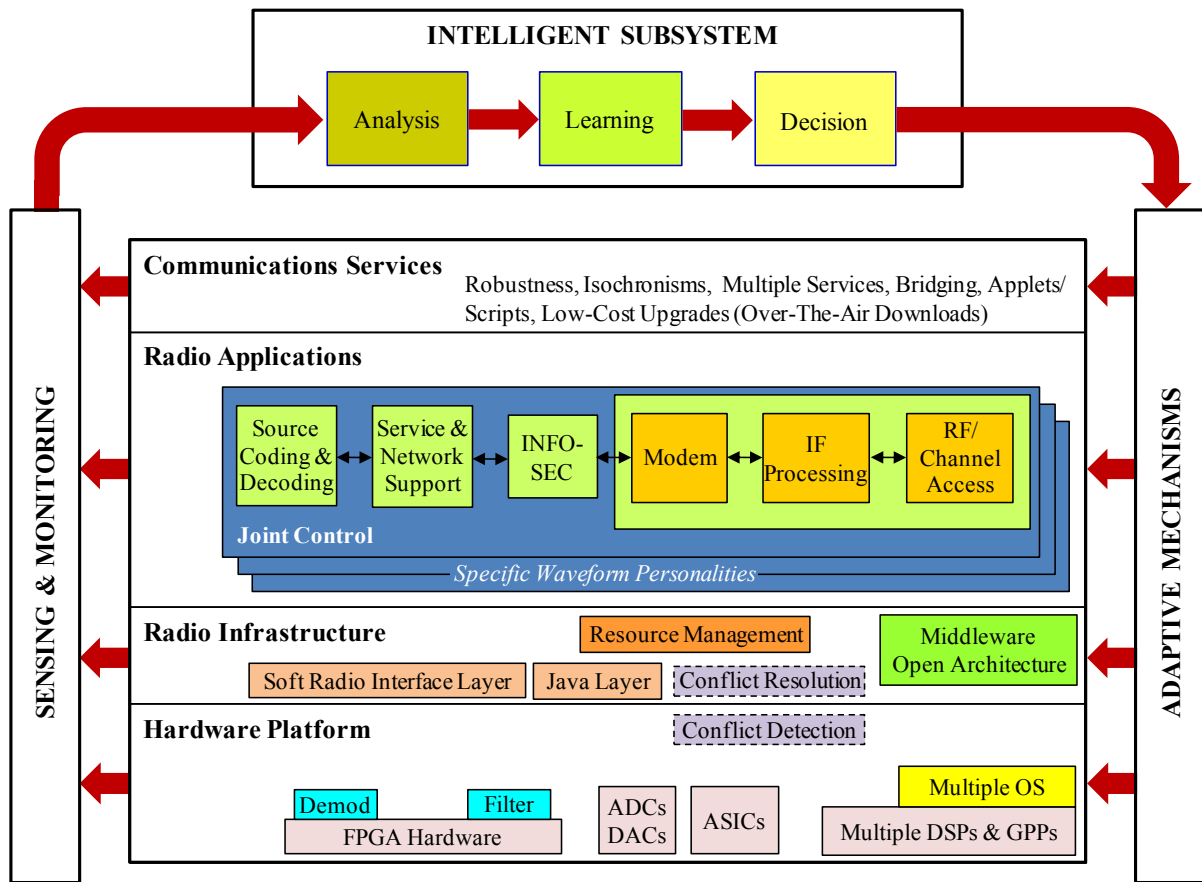 INTELLIGENT SUBSYSTEM
Analysis
Learning
Decision
SENSING & MONITORING
ADAPTIVE MECHANISMS
Communications Services
Robustness, Isochronisms, Multiple Services, Bridging, Applets/
Scripts, Low-Cost Upgrades (Over-The-Air Downloads)
Radio Applications
Source
Coding &
Decoding
Service &
Network
Support
INFO-
SEC
Modem
IF
Processing
RF/
Channel
Access
Joint Control
Specific Waveform Personalities
Radio Infrastructure
Resource Management
Middleware
Open Architecture
Soft Radio Interface Layer
Java Layer
Conflict Resolution
Hardware Platform
Conflict Detection
Demod
Filter
FPGA Hardware
ADCs
DACs
ASICs
Multiple OS
Multiple DSPs & GPPs